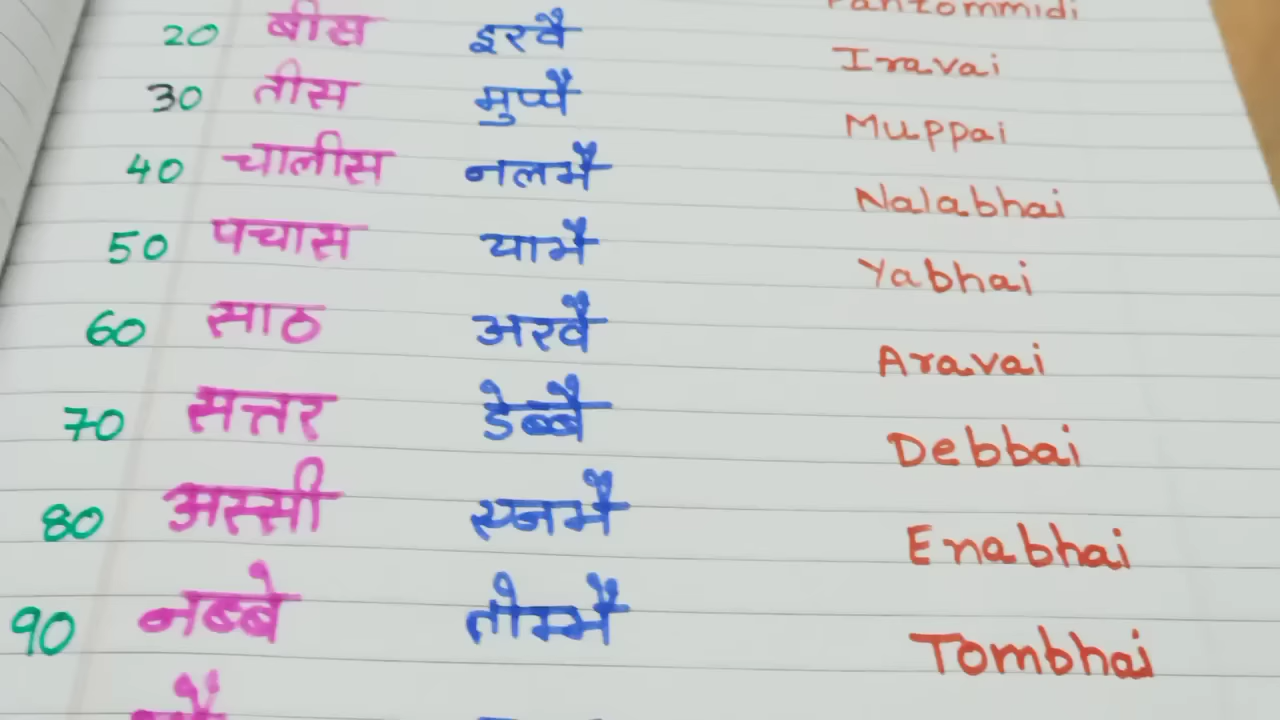 Pantommidi
20 बीस इरवै Iravai
30 तीस मुप्पै Muppai
40 चालीस नलभै Nalabhai
50 पचास याभै Yabhai
60 साठ अरवै Aravai
70 सत्तर डेब्बै Debbai
80 अस्सी एनभै Enabhai
90 नब्बे तोम्भै Tombhai